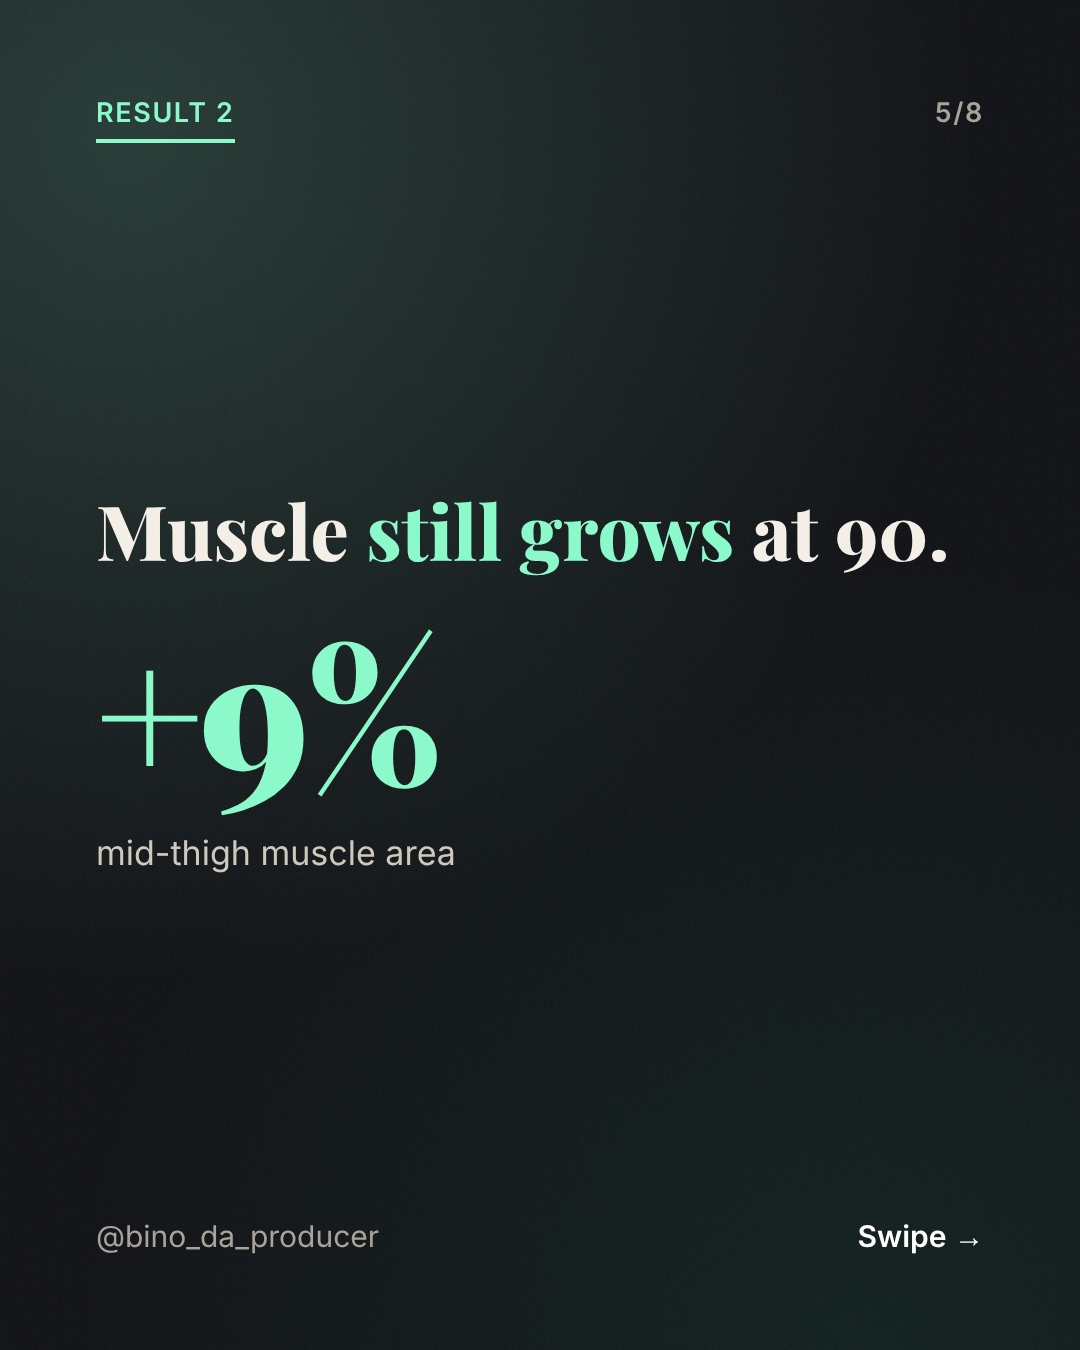 RESULT 2
5/8
Muscle still grows at 90.
+9%
mid-thigh muscle area
@bino_da_producer
Swipe →